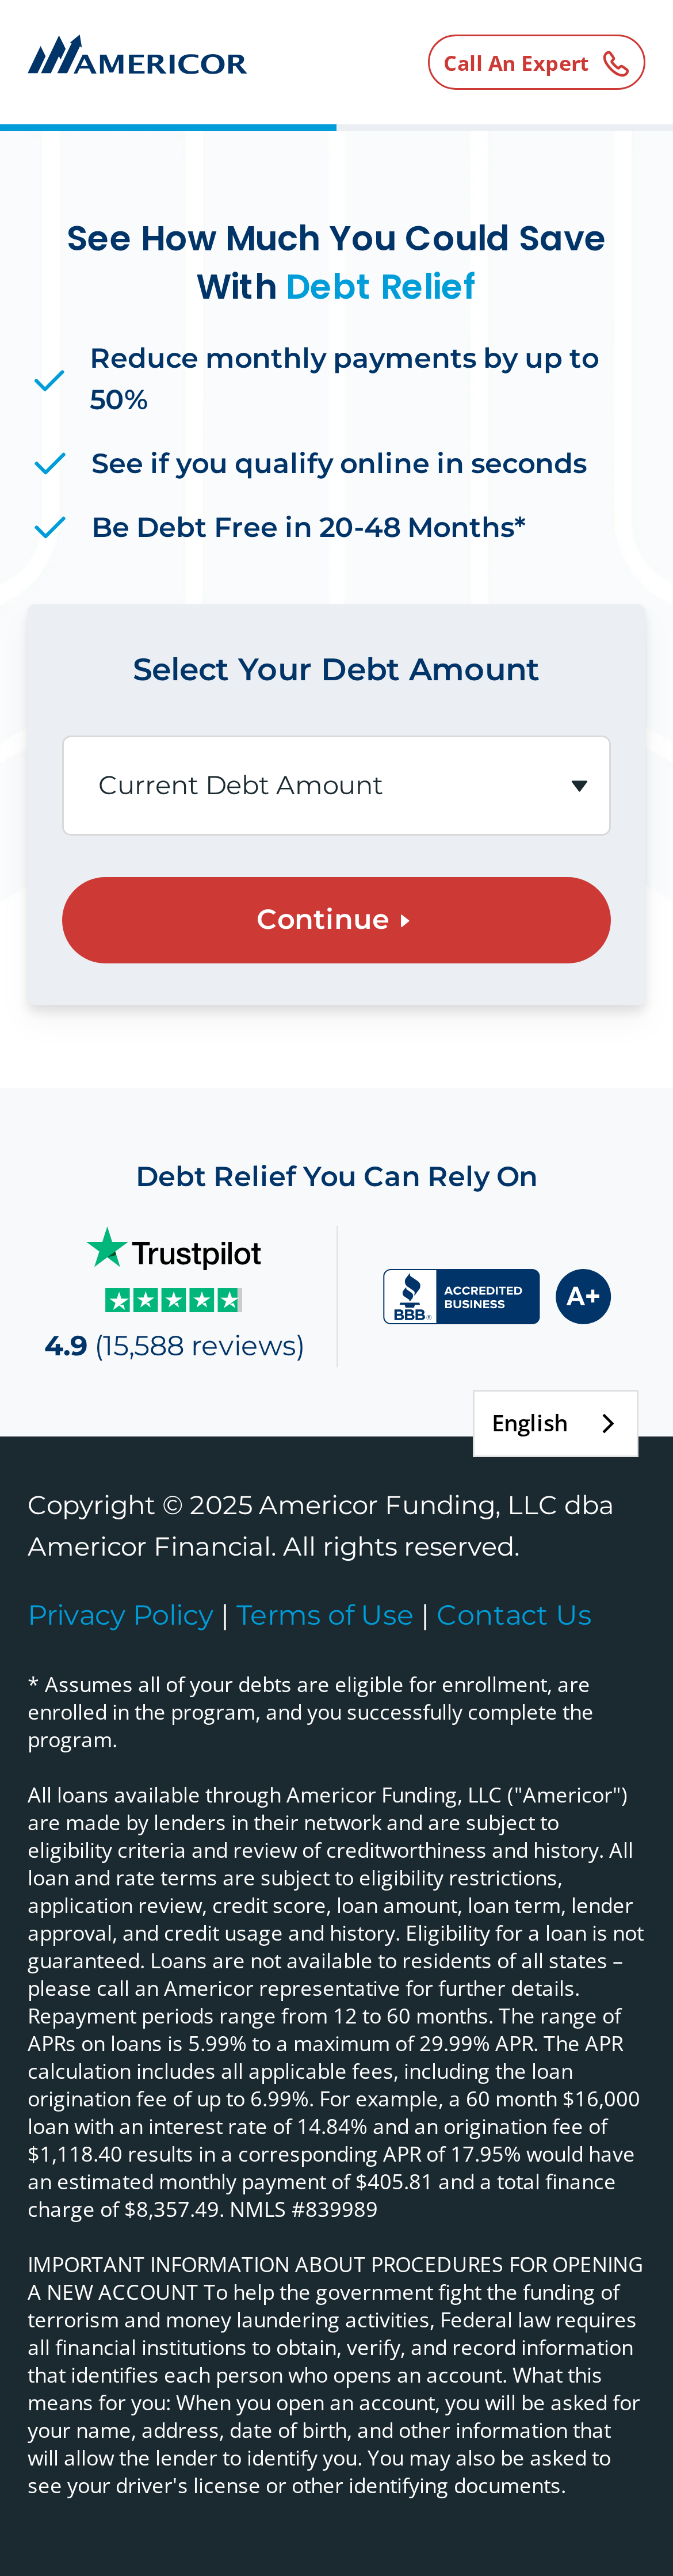 AMERICOR
Call An Expert
See How Much You Could Save
With Debt Relief
Reduce monthly payments by up to
50%
See if you qualify online in seconds
Be Debt Free in 20-48 Months*
Select Your Debt Amount
Current Debt Amount
Continue
Debt Relief You Can Rely On
Trustpilot
4.9 (15,588 reviews)
BBB®
ACCREDITED
BUSINESS
A+
English
Copyright © 2025 Americor Funding, LLC dba
Americor Financial. All rights reserved.
Privacy Policy | Terms of Use | Contact Us
* Assumes all of your debts are eligible for enrollment, are
enrolled in the program, and you successfully complete the
program.
All loans available through Americor Funding, LLC ("Americor")
are made by lenders in their network and are subject to
eligibility criteria and review of creditworthiness and history. All
loan and rate terms are subject to eligibility restrictions,
application review, credit score, loan amount, loan term, lender
approval, and credit usage and history. Eligibility for a loan is not
guaranteed. Loans are not available to residents of all states –
please call an Americor representative for further details.
Repayment periods range from 12 to 60 months. The range of
APRs on loans is 5.99% to a maximum of 29.99% APR. The APR
calculation includes all applicable fees, including the loan
origination fee of up to 6.99%. For example, a 60 month $16,000
loan with an interest rate of 14.84% and an origination fee of
$1,118.40 results in a corresponding APR of 17.95% would have
an estimated monthly payment of $405.81 and a total finance
charge of $8,357.49. NMLS #839989
IMPORTANT INFORMATION ABOUT PROCEDURES FOR OPENING
A NEW ACCOUNT To help the government fight the funding of
terrorism and money laundering activities, Federal law requires
all financial institutions to obtain, verify, and record information
that identifies each person who opens an account. What this
means for you: When you open an account, you will be asked for
your name, address, date of birth, and other information that
will allow the lender to identify you. You may also be asked to
see your driver's license or other identifying documents.